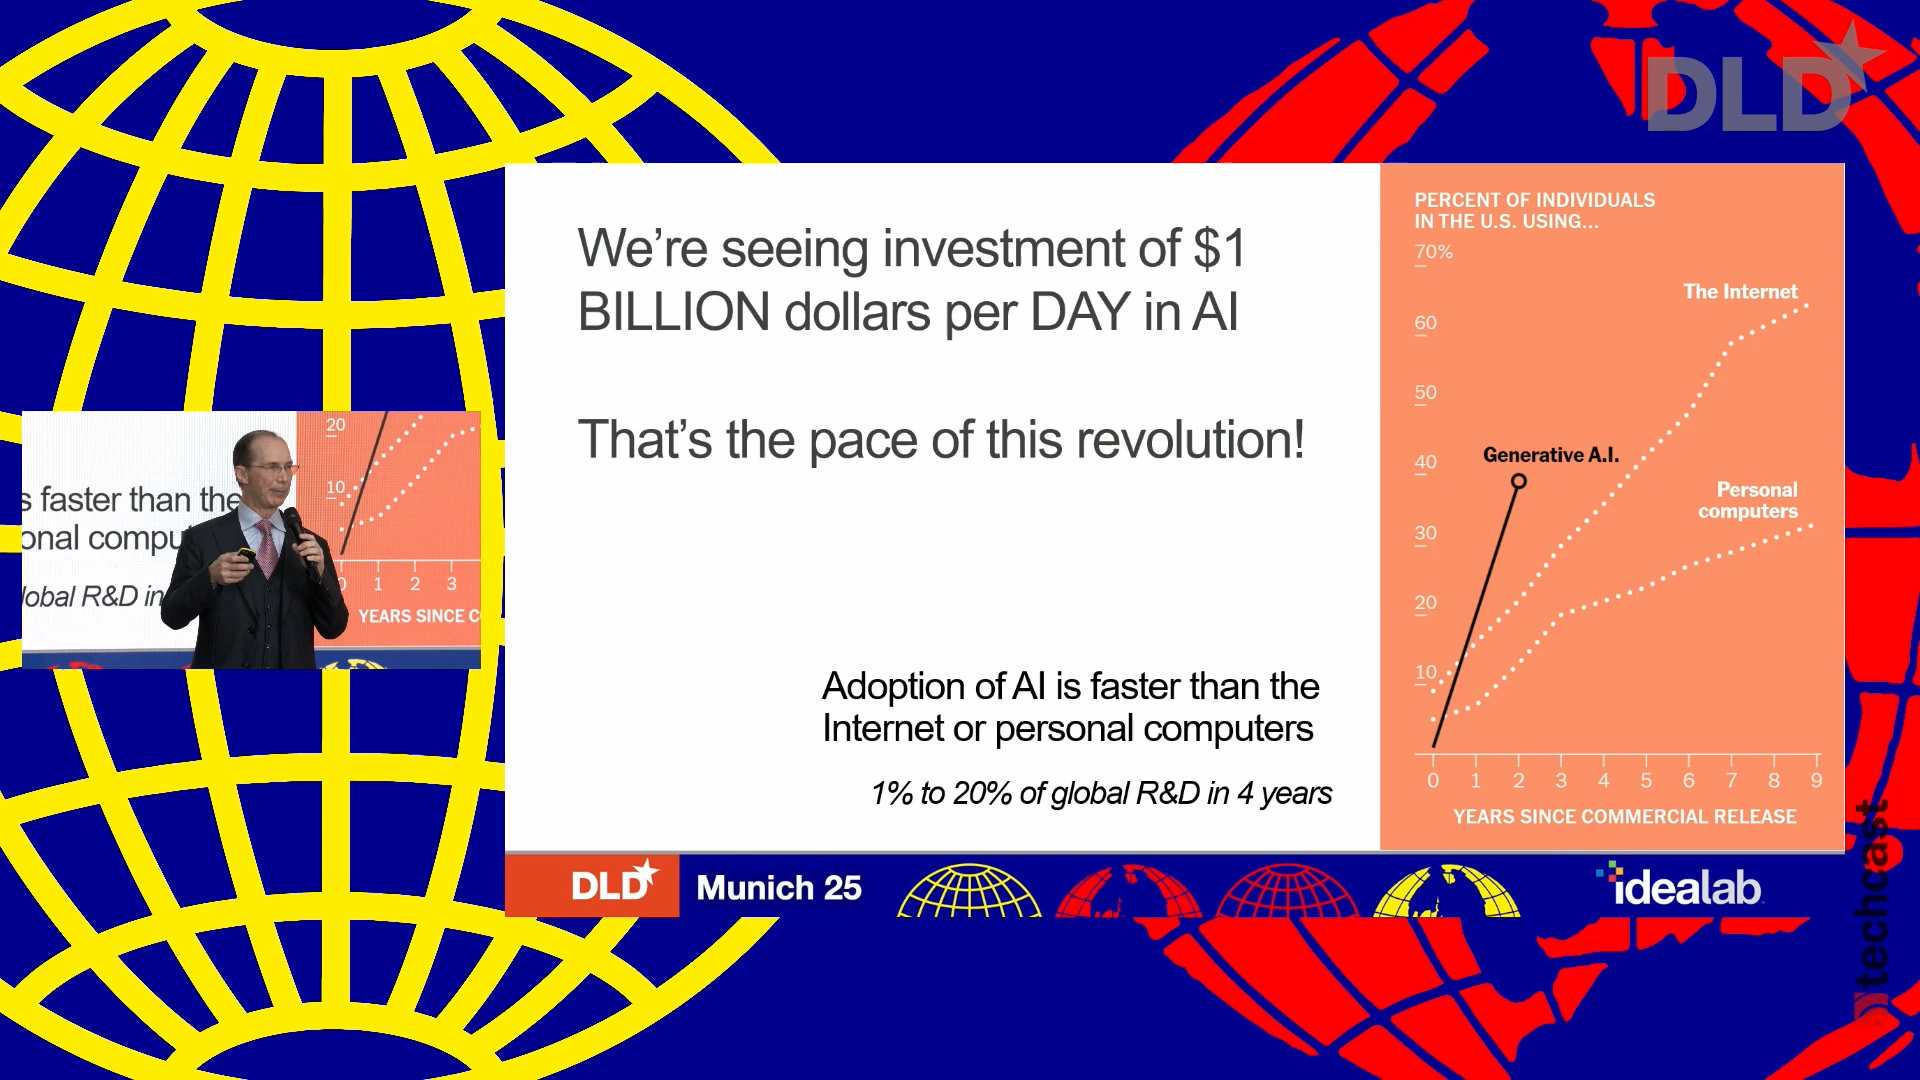 DLD
We're seeing investment of $1
BILLION dollars per DAY in AI
That's the pace of this revolution!
Adoption of AI is faster than the
Internet or personal computers
1% to 20% of global R&D in 4 years
PERCENT OF INDIVIDUALS
IN THE U.S. USING...
70%
The Internet
60
50
Generative A.I.
40
Personal
computers
30
20
10
0 1 2 3 4 5 6 7 8 9
YEARS SINCE COMMERCIAL RELEASE
20
10
s faster than the
onal compu
lobal R&D in
0 1 2 3
YEARS SINCE C
DLD Munich 25
idealab
techcast